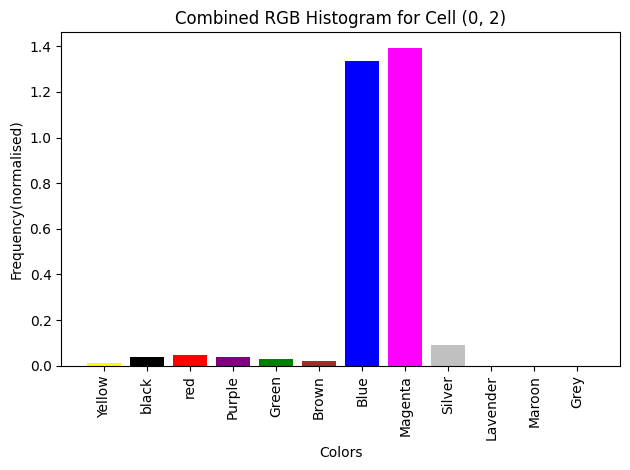 Combined RGB Histogram for Cell (0, 2)
Frequency(normalised)
1.4
1.2
1.0
0.8
0.6
0.4
0.2
0.0
Yellow
black
red
Purple
Green
Brown
Blue
Magenta
Silver
Lavender
Maroon
Grey
Colors